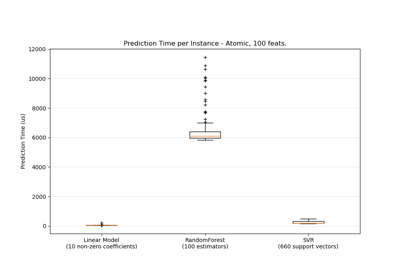 Prediction Time per Instance - Atomic, 100 feats.
12000
10000
8000
6000
4000
2000
0
Prediction Time (us)
Linear Model
(10 non-zero coefficients)
RandomForest
(100 estimators)
SVR
(660 support vectors)